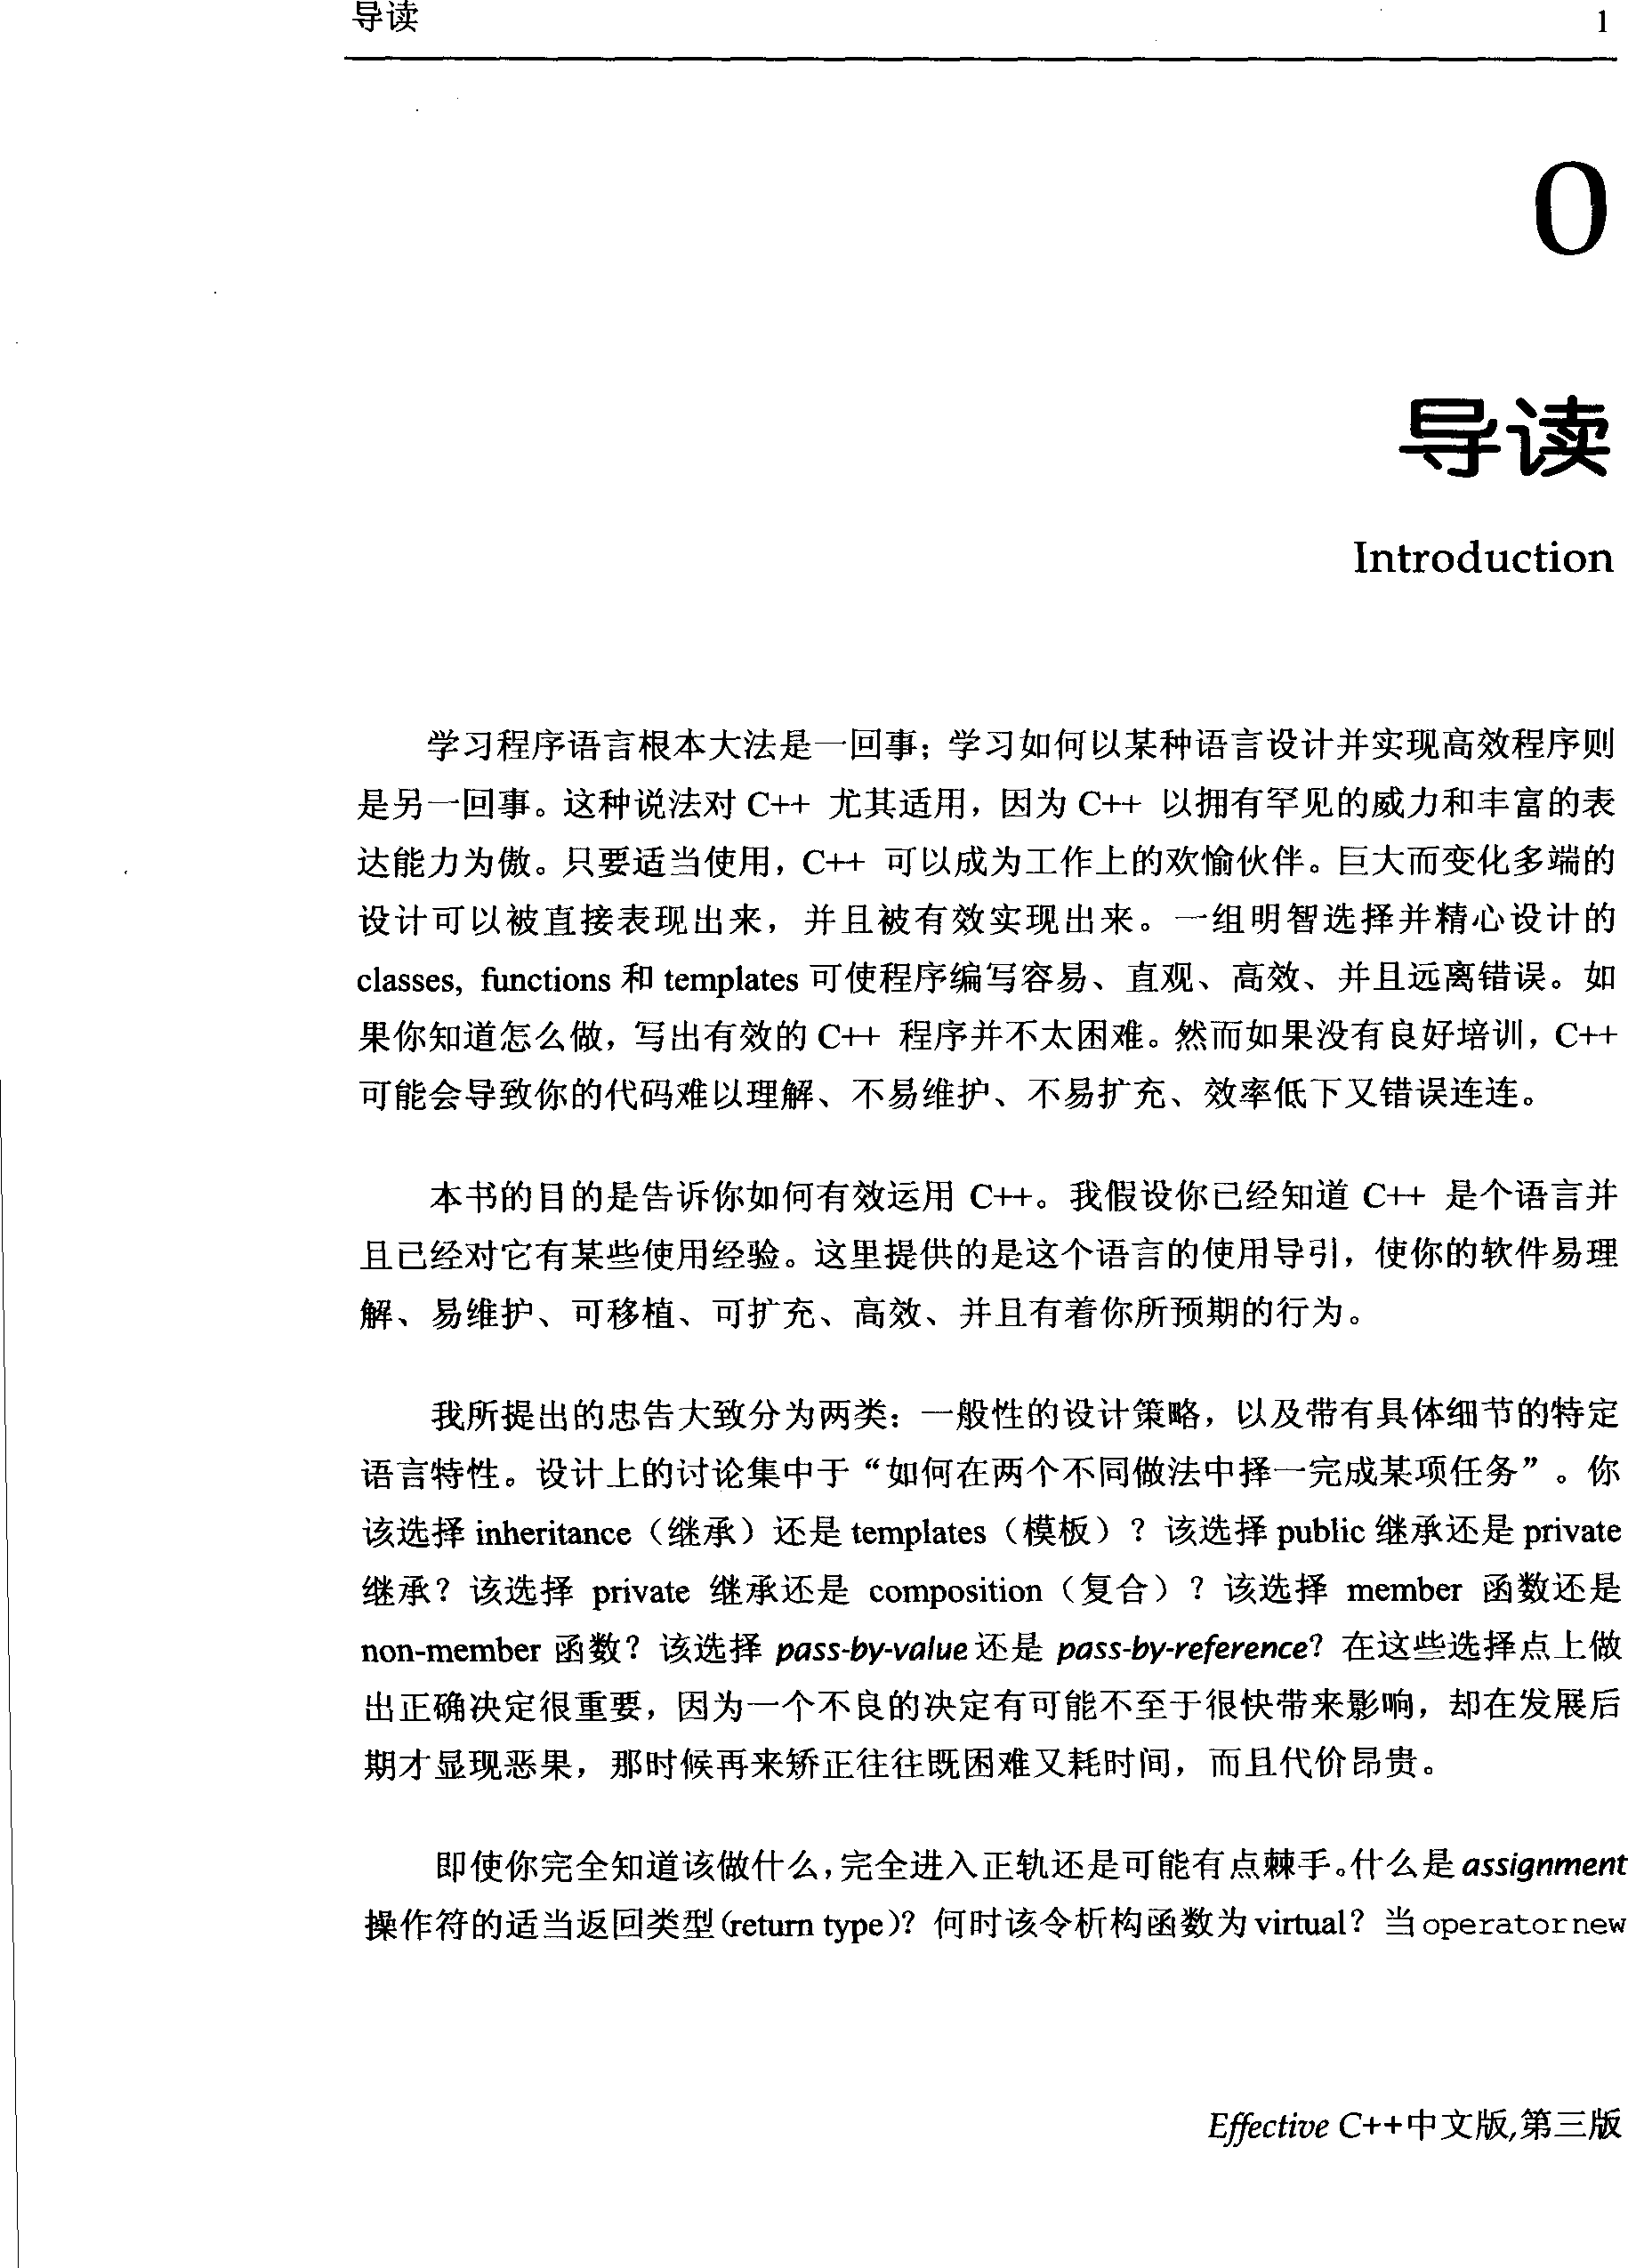 导读 1
0
导读
Introduction
学习程序语言根本大法是一回事；学习如何以某种语言设计并实现高效程序则
是另一回事。这种说法对 C++ 尤其适用，因为 C++ 以拥有罕见的威力和丰富的表
达能力为傲。只要适当使用，C++ 可以成为工作上的欢愉伙伴。巨大而变化多端的
设计可以被直接表现出来，并且被有效实现出来。一组明智选择并精心设计的
classes, functions 和 templates 可使程序编写容易、直观、高效、并且远离错误。如
果你知道怎么做，写出有效的 C++ 程序并不太困难。然而如果没有良好培训，C++
可能会导致你的代码难以理解、不易维护、不易扩充、效率低下又错误连连。
本书的目的是告诉你如何有效运用 C++。我假设你已经知道 C++ 是个语言并
且已经对它有某些使用经验。这里提供的是这个语言的使用导引，使你的软件易理
解、易维护、可移植、可扩充、高效、并且有着你所预期的行为。
我所提出的忠告大致分为两类：一般性的设计策略，以及带有具体细节的特定
语言特性。设计上的讨论集中于“如何在两个不同做法中择一完成某项任务”。你
该选择 inheritance（继承）还是 templates（模板）？该选择 public 继承还是 private
继承？该选择 private 继承还是 composition（复合）？该选择 member 函数还是
non-member 函数？该选择 pass-by-value 还是 pass-by-reference？在这些选择点上做
出正确决定很重要，因为一个不良的决定有可能不至于很快带来影响，却在发展后
期才显现恶果，那时候再来矫正往往既困难又耗时间，而且代价昂贵。
即使你完全知道该做什么，完全进入正轨还是可能有点棘手。什么是 assignment
操作符的适当返回类型(return type)？何时该令析构函数为 virtual？当 operator new
Effective C++中文版,第三版